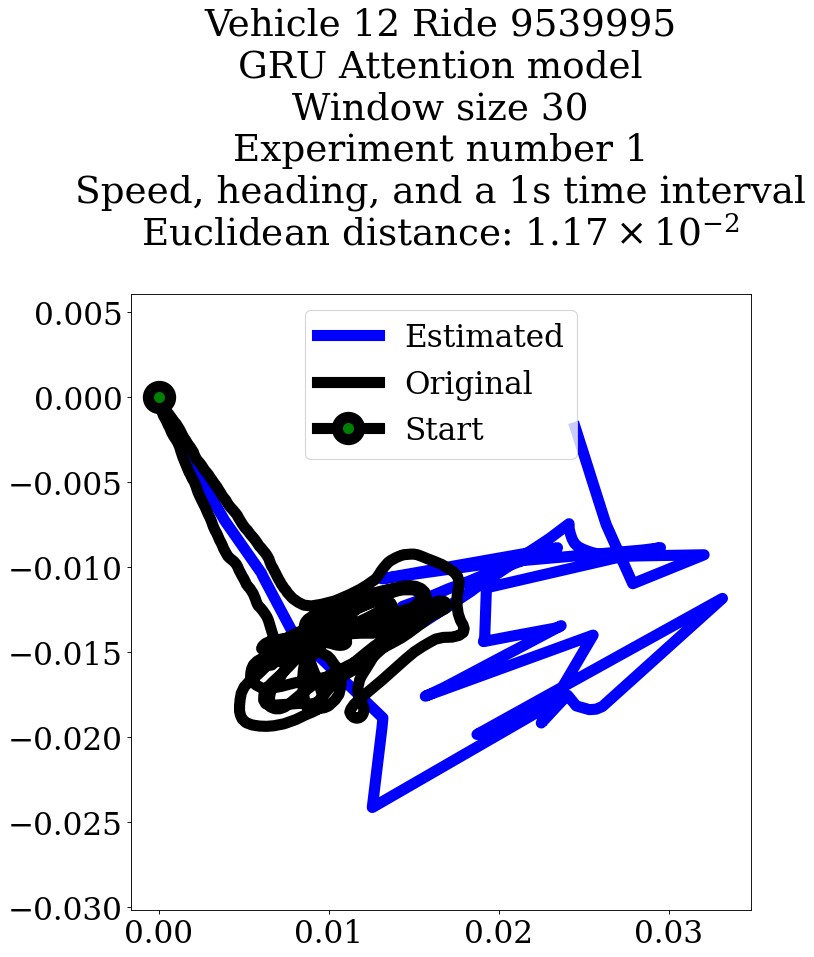 Vehicle 12 Ride 9539995
GRU Attention model
Window size 30
Experiment number 1
Speed, heading, and a 1s time interval
Euclidean distance: 1.17 × 10⁻²
Estimated
Original
Start
0.005
0.000
−0.005
−0.010
−0.015
−0.020
−0.025
−0.030
0.00 0.01 0.02 0.03